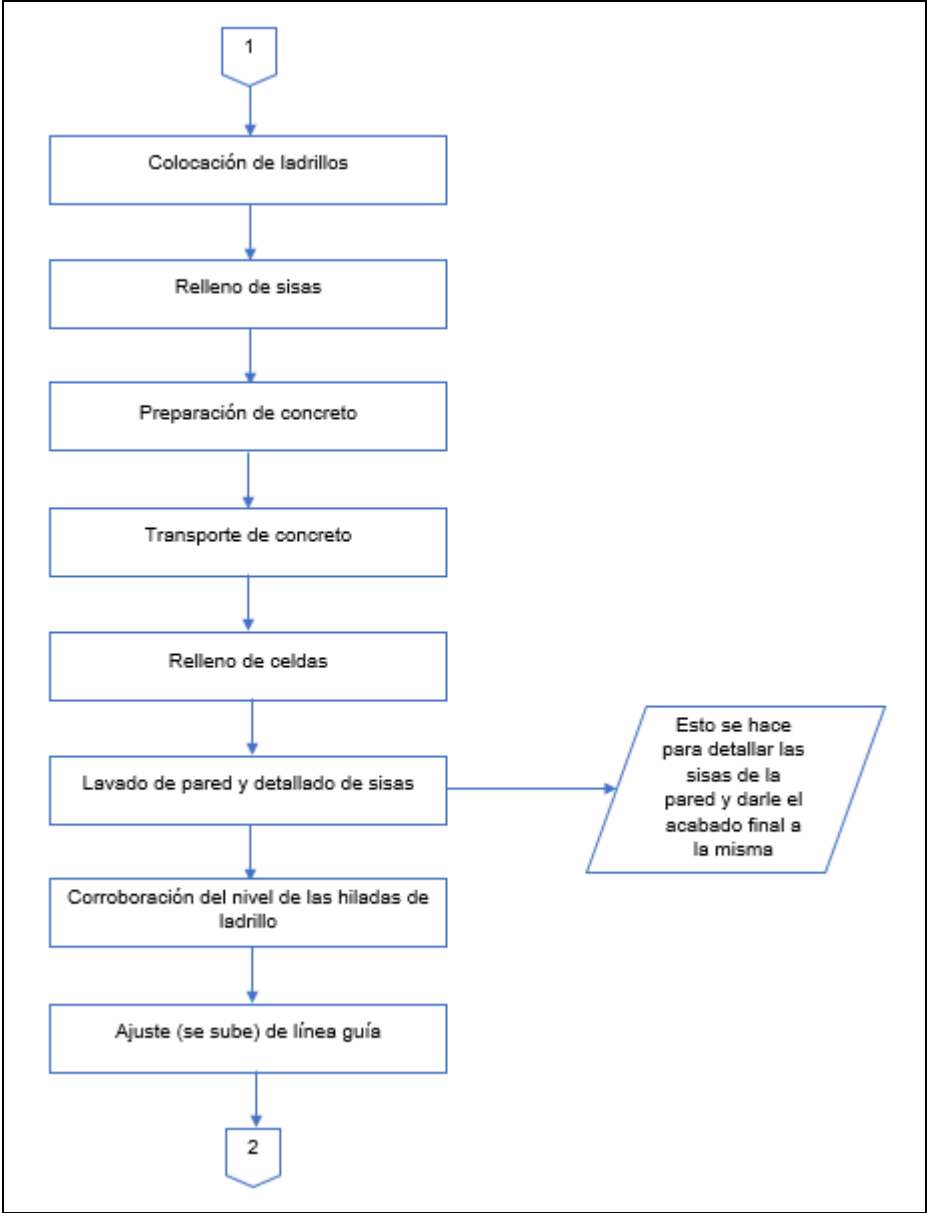 1
Colocación de ladrillos
Relleno de sisas
Preparación de concreto
Transporte de concreto
Relleno de celdas
Lavado de pared y detallado de sisas
Esto se hace
para detallar las
sisas de la
pared y darle el
acabado final a
la misma
Corroboración del nivel de las hiladas de
ladrillo
Ajuste (se sube) de línea guía
2